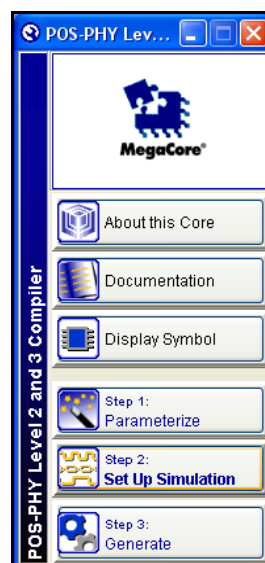 POS-PHY Lev...
MegaCore®
About this Core
Documentation
Display Symbol
Step 1:
Parameterize
Step 2:
Set Up Simulation
Step 3:
Generate
POS-PHY Level 2 and 3 Compiler